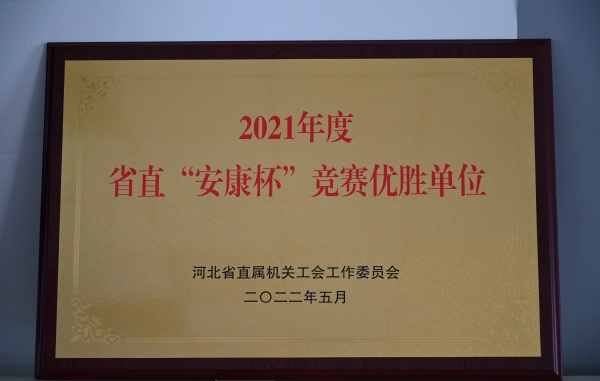 2021年度
省直“安康杯”竞赛优胜单位
河北省直属机关工会工作委员会
二〇二二年五月